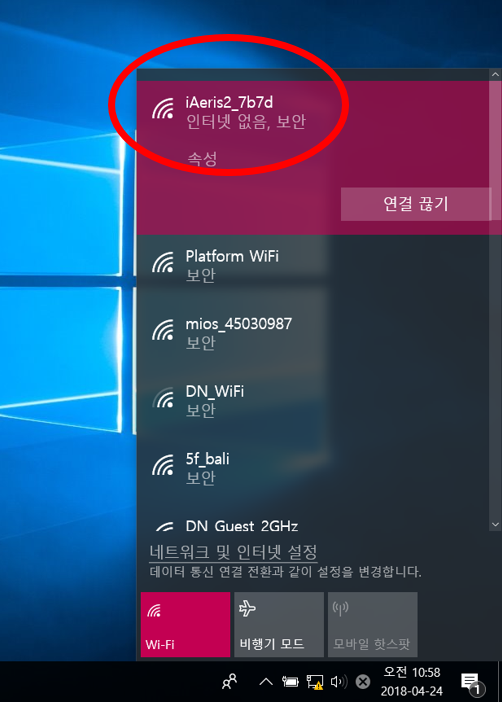 iAeris2_7b7d
인터넷 없음, 보안
속성
연결 끊기
Platform WiFi
보안
mios_45030987
보안
DN_WiFi
보안
5f_bali
보안
DN Guest 2GHz
네트워크 및 인터넷 설정
데이터 통신 연결 전환과 같이 설정을 변경합니다.
Wi-Fi
비행기 모드
모바일 핫스팟
오전 10:58
2018-04-24
1